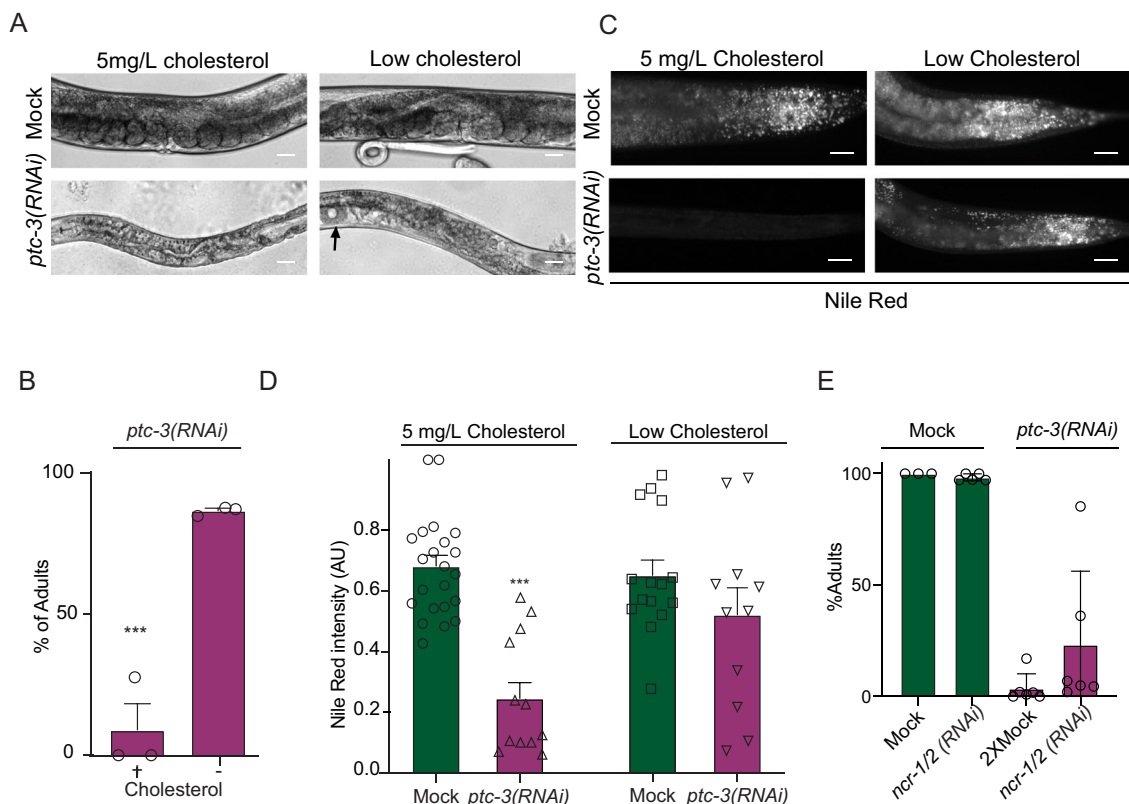 A
5mg/L cholesterol
Low cholesterol
Mock
ptc-3(RNAi)
C
5 mg/L Cholesterol
Low Cholesterol
Mock
ptc-3(RNAi)
Nile Red
B
ptc-3(RNAi)
% of Adults
100
50
0
***
+
-
Cholesterol
D
5 mg/L Cholesterol
Low Cholesterol
Nile Red intensity (AU)
0.8
0.6
0.4
0.2
0.0
***
Mock
ptc-3(RNAi)
Mock
ptc-3(RNAi)
E
Mock
ptc-3(RNAi)
%Adults
100
50
0
Mock
ncr-1/2 (RNAi)
2XMock
ncr-1/2 (RNAi)